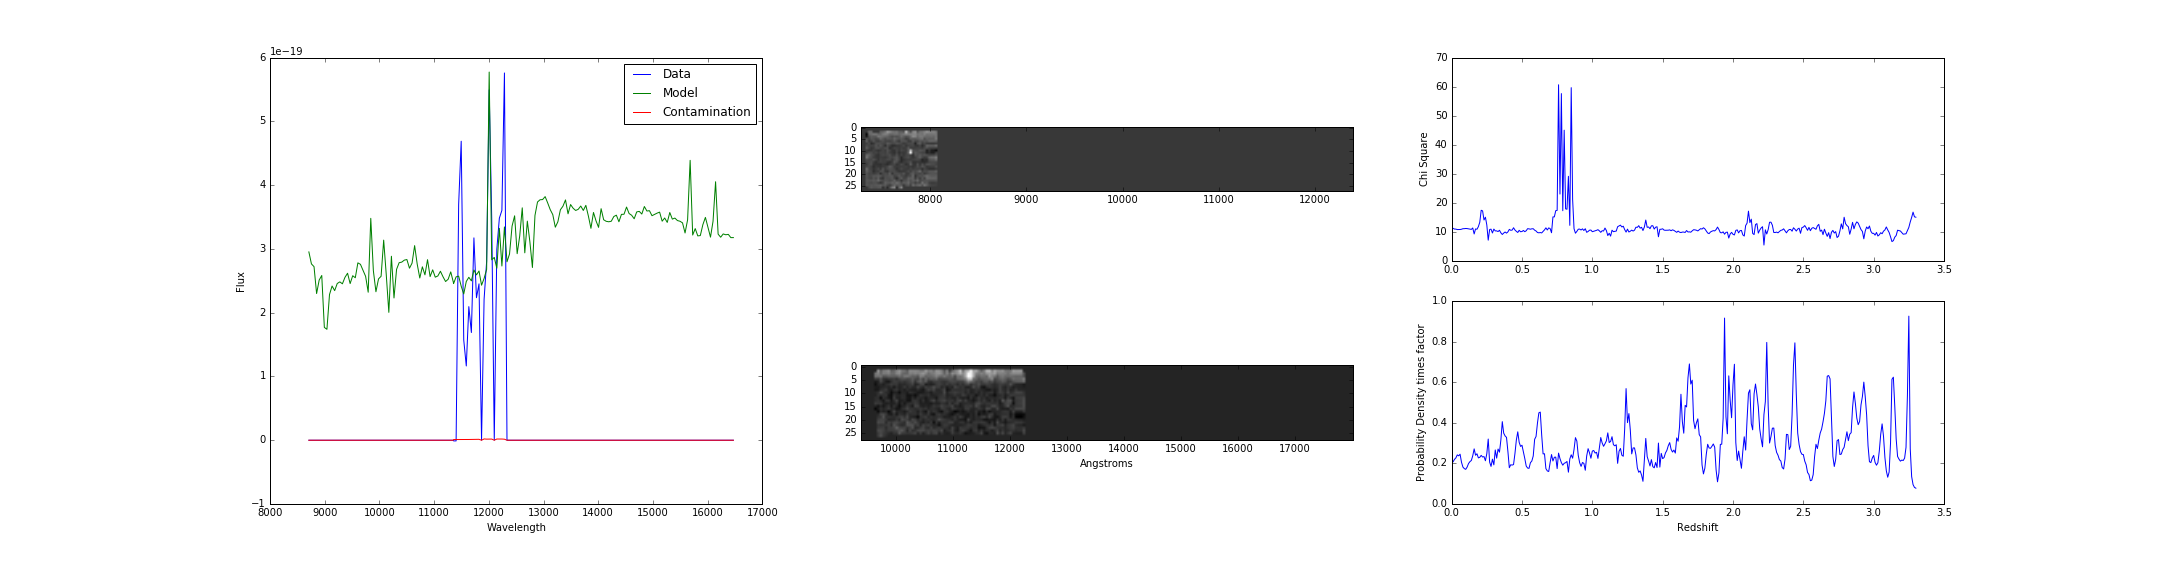 1e−19
6
5
4
3
2
1
0
−1
Flux
8000 9000 10000 11000 12000 13000 14000 15000 16000 17000
Wavelength
Data
Model
Contamination
0
5
10
15
20
25
8000 9000 10000 11000 12000
0
5
10
15
20
25
10000 11000 12000 13000 14000 15000 16000 17000
Angstroms
70
60
50
40
30
20
10
0
Chi Square
0.0 0.5 1.0 1.5 2.0 2.5 3.0 3.5
1.0
0.8
0.6
0.4
0.2
0.0
Probability Density times factor
0.0 0.5 1.0 1.5 2.0 2.5 3.0 3.5
Redshift